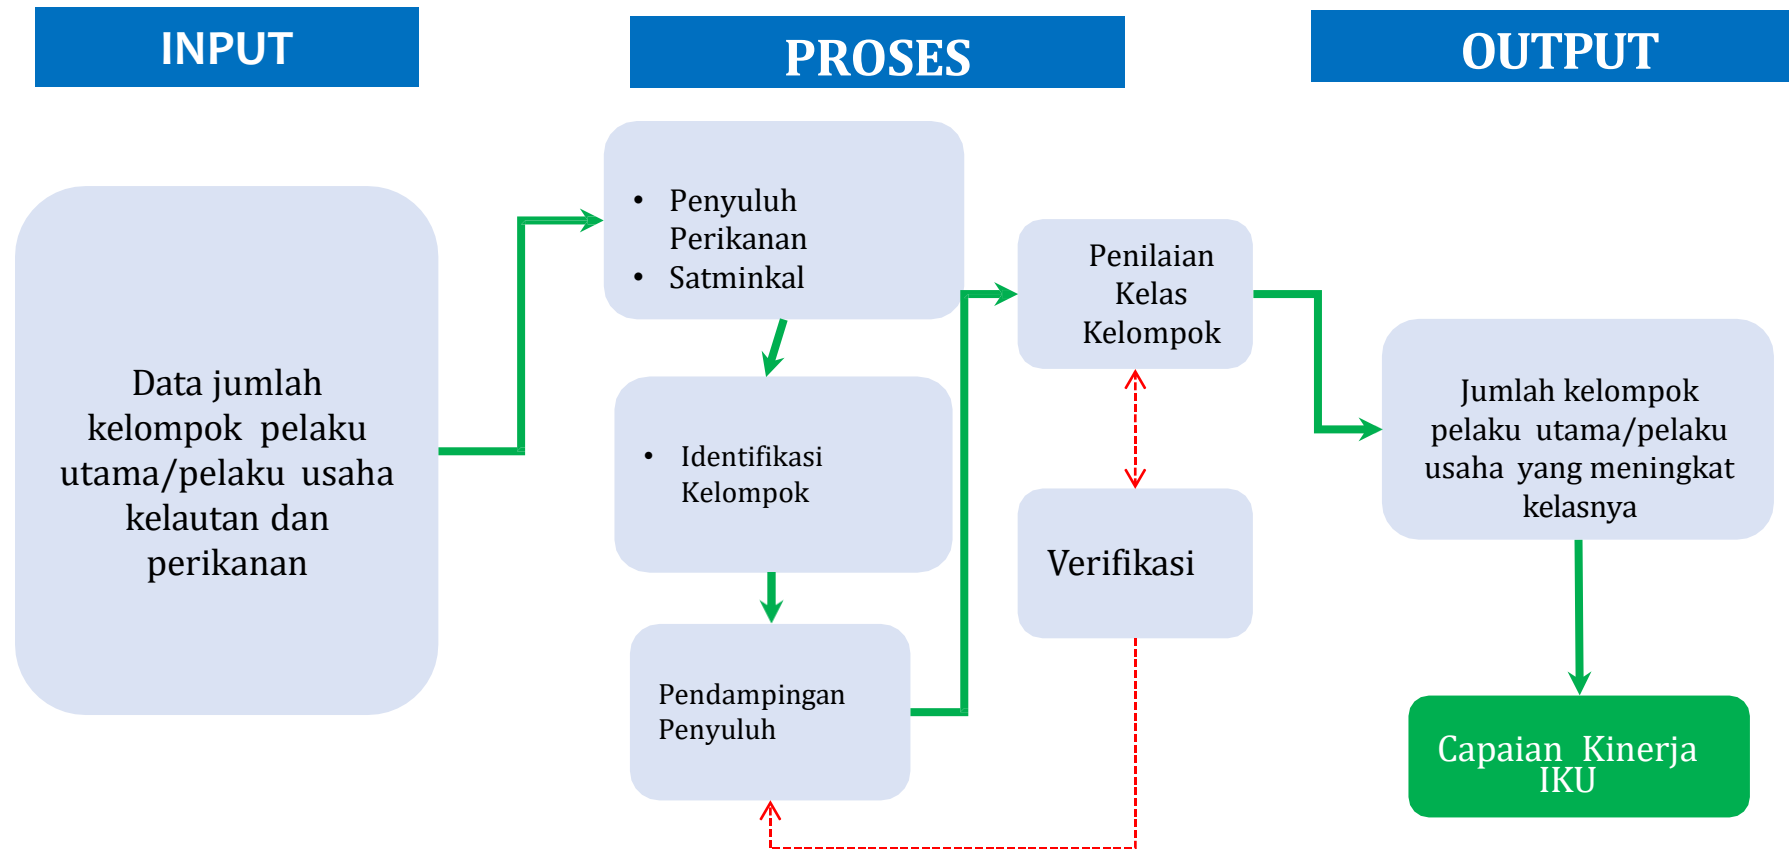 INPUT
PROSES
OUTPUT
Data jumlah
kelompok pelaku
utama/pelaku usaha
kelautan dan
perikanan
• Penyuluh
Perikanan
• Satminkal
• Identifikasi
Kelompok
Pendampingan
Penyuluh
Penilaian
Kelas
Kelompok
Verifikasi
Jumlah kelompok
pelaku utama/pelaku
usaha yang meningkat
kelasnya
Capaian Kinerja
IKU